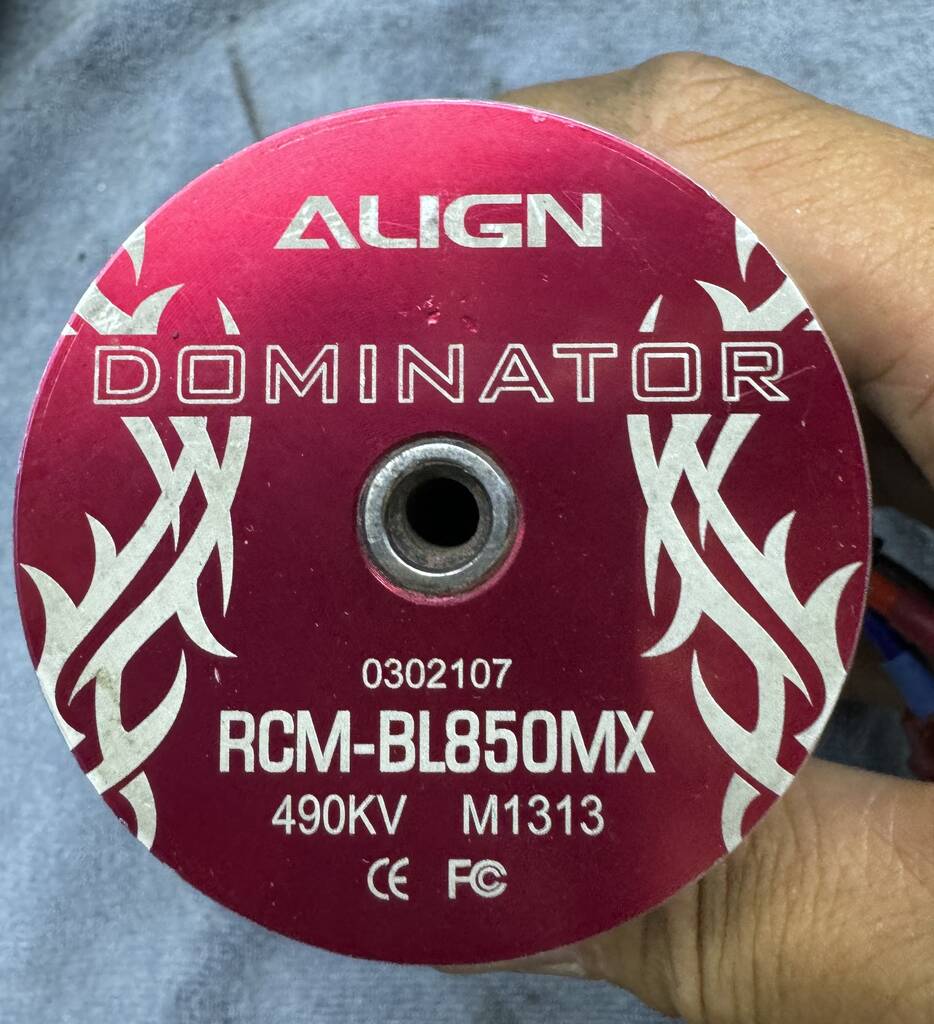 ALIGN
DOMINATOR
0302107
RCM-BL850MX
490KV M1313
CE FC